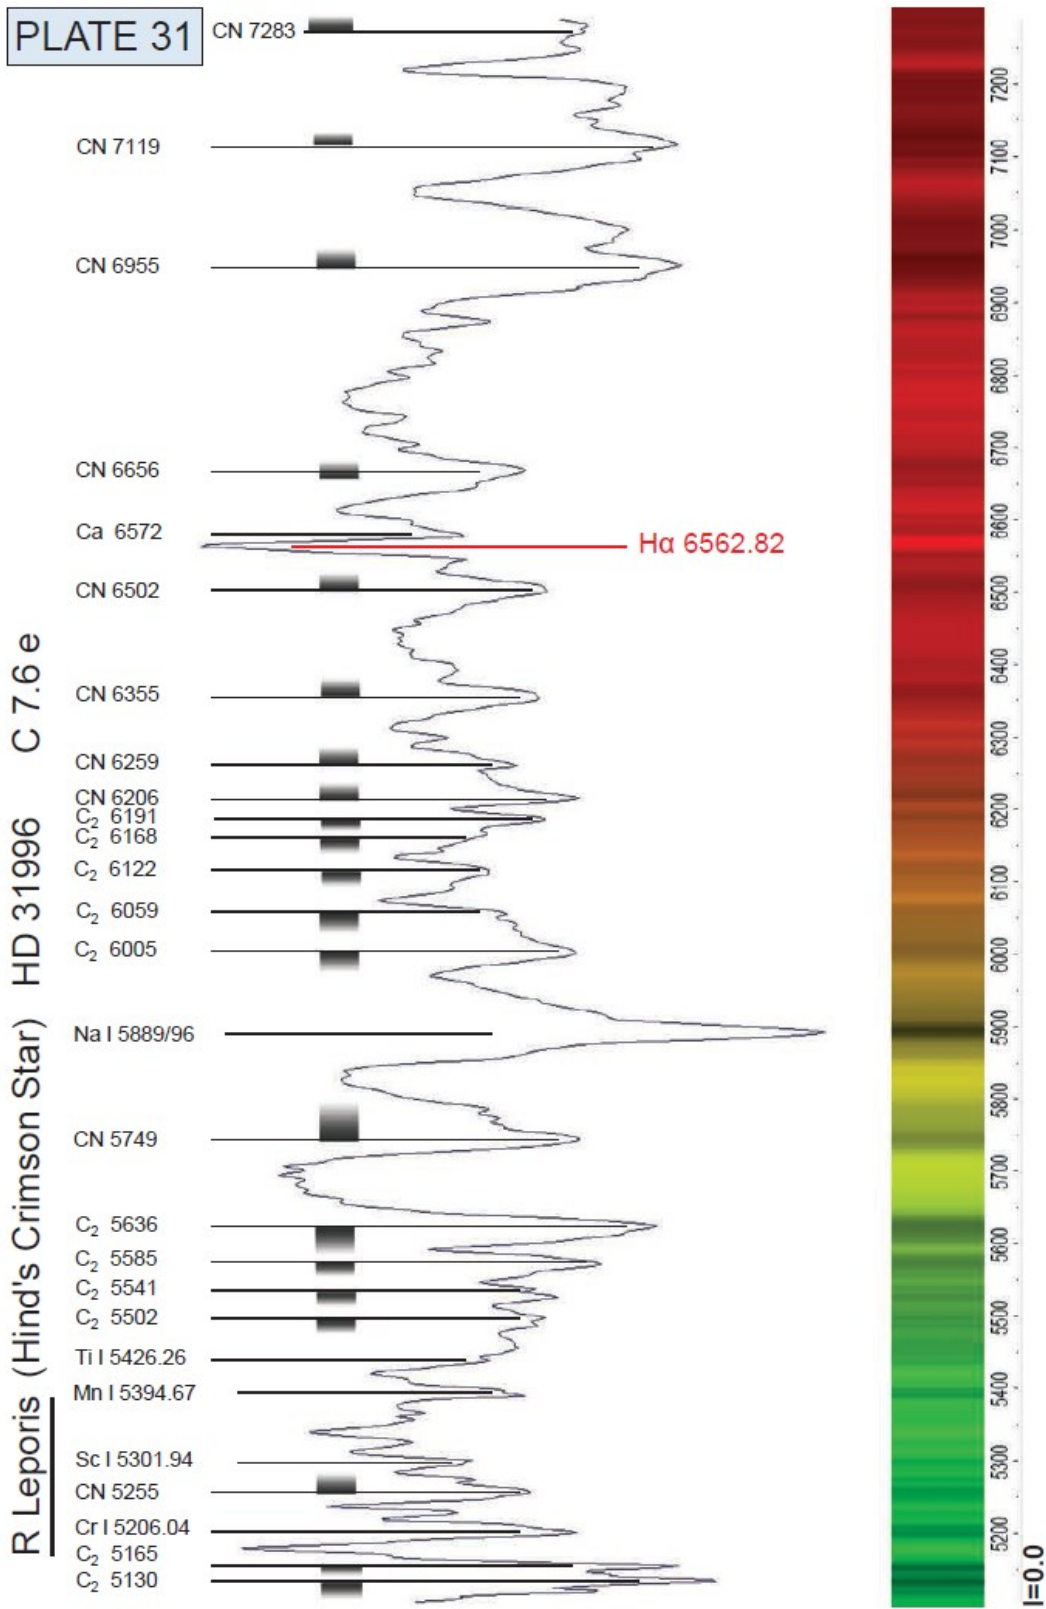 PLATE 31
CN 7283
CN 7119
CN 6955
CN 6656
Ca 6572
Hα 6562.82
CN 6502
CN 6355
CN 6259
CN 6206
C2 6191
C2 6168
C2 6122
C2 6059
C2 6005
Na I 5889/96
CN 5749
C2 5636
C2 5585
C2 5541
C2 5502
Ti I 5426.26
Mn I 5394.67
Sc I 5301.94
CN 5255
Cr I 5206.04
C2 5165
C2 5130
R Leporis (Hind's Crimson Star) HD 31996 C 7.6 e
7200
7100
7000
6900
6800
6700
6600
6500
6400
6300
6200
6100
6000
5900
5800
5700
5600
5500
5400
5300
5200
I=0.0